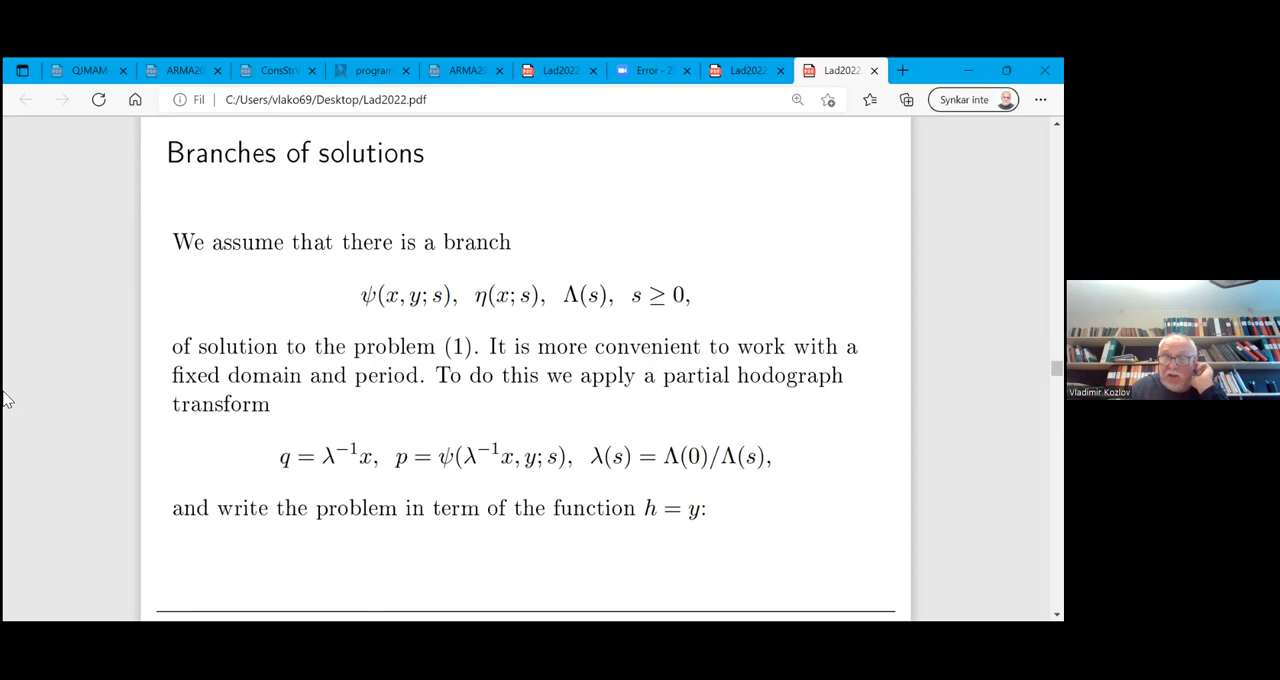 QJMAM
ARMA20
ConsStrV
program
ARMA20
Lad2022
Error - Z
Lad2022
Lad2022.
Fil | C:/Users/vlako69/Desktop/Lad2022.pdf
Synkar inte
Branches of solutions
We assume that there is a branch
ψ(x, y; s), η(x; s), Λ(s), s ≥ 0,
of solution to the problem (1). It is more convenient to work with a
fixed domain and period. To do this we apply a partial hodograph
transform
q = λ⁻¹x, p = ψ(λ⁻¹x, y; s), λ(s) = Λ(0)/Λ(s),
and write the problem in term of the function h = y:
Vladimir Kozlov